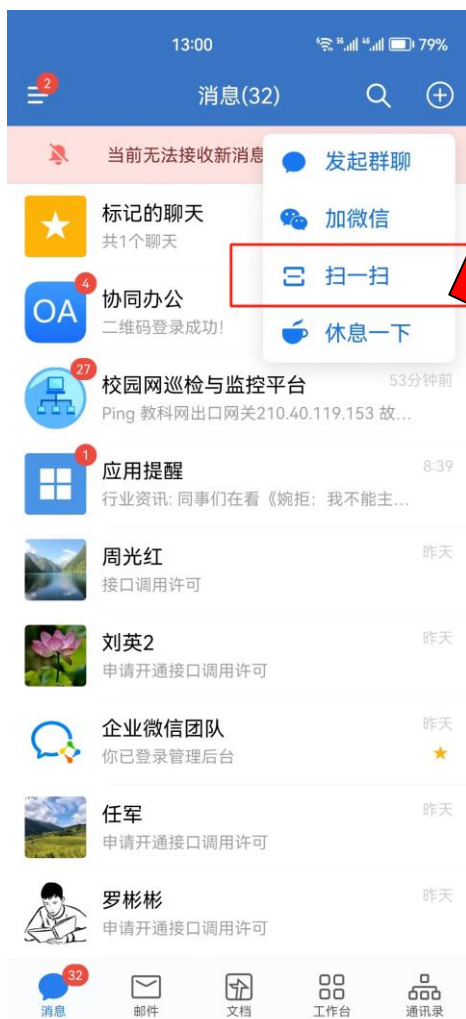 13:00
79%
2
消息(32)
当前无法接收新消息
发起群聊
加微信
扫一扫
休息一下
标记的聊天
共1个聊天
4
OA
协同办公
二维码登录成功!
27
校园网巡检与监控平台
53分钟前
Ping 教科网出口网关210.40.119.153 故...
1
应用提醒
8:39
行业资讯: 同事们在看《婉拒：我不能主...
周光红
昨天
接口调用许可
刘英2
昨天
申请开通接口调用许可
企业微信团队
昨天
你已登录管理后台
任军
昨天
申请开通接口调用许可
罗彬彬
昨天
申请开通接口调用许可
32
消息
邮件
文档
工作台
通讯录